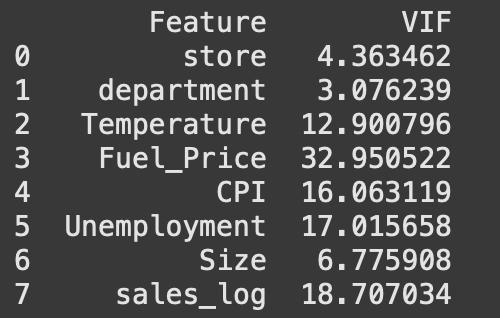 Feature VIF
0 store 4.363462
1 department 3.076239
2 Temperature 12.900796
3 Fuel_Price 32.950522
4 CPI 16.063119
5 Unemployment 17.015658
6 Size 6.775908
7 sales_log 18.707034